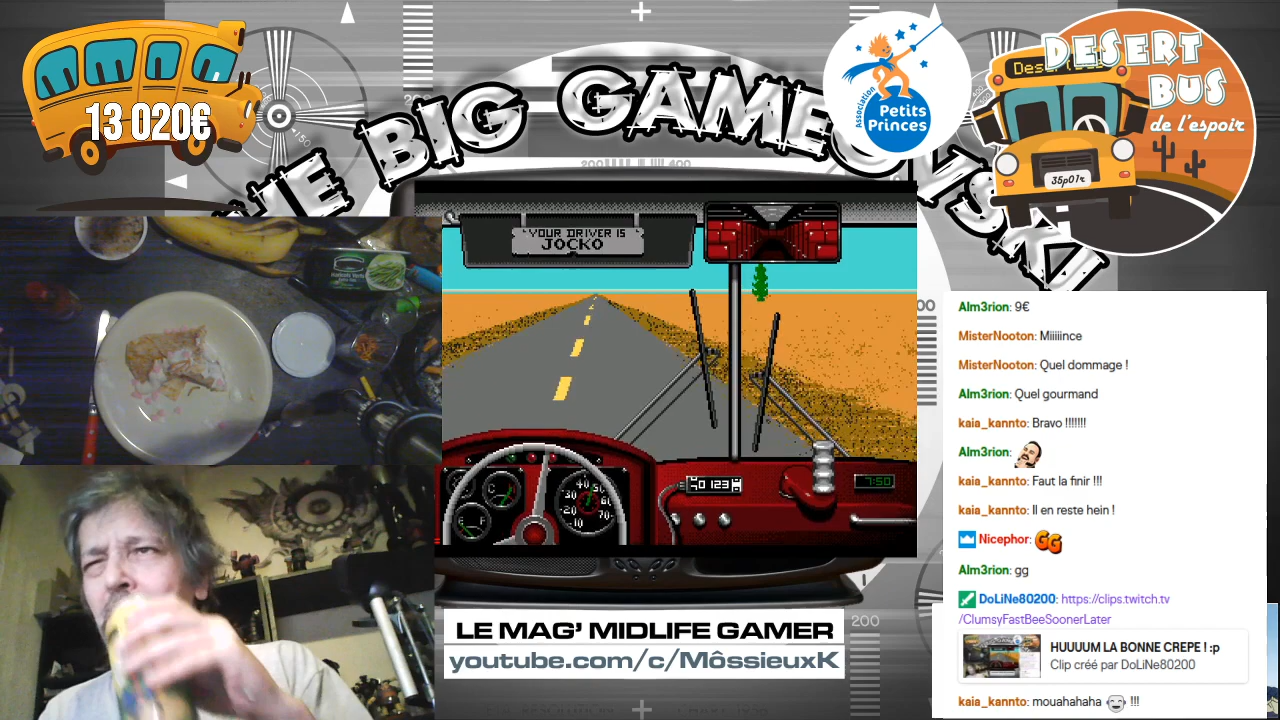 13 020€
THE BIG GAMEOVSKI
Association
Petits
Princes
DESERT
BUS
de l'espoir
35p01r
YOUR DRIVER IS
JOCKO
7:50
LE MAG' MIDLIFE GAMER
youtube.com/c/MôssieuxK
200
Alm3rion: 9€
MisterNooton: Miiiiince
MisterNooton: Quel dommage !
Alm3rion: Quel gourmand
kaia_kannto: Bravo !!!!!!!
Alm3rion:
kaia_kannto: Faut la finir !!!
kaia_kannto: Il en reste hein !
Nicephor: GG
Alm3rion: gg
DoLiNe80200: https://clips.twitch.tv
/ClumsyFastBeeSoonerLater
HUUUUM LA BONNE CREPE ! :p
Clip créé par DoLiNe80200
kaia_kannto: mouahahaha !!!